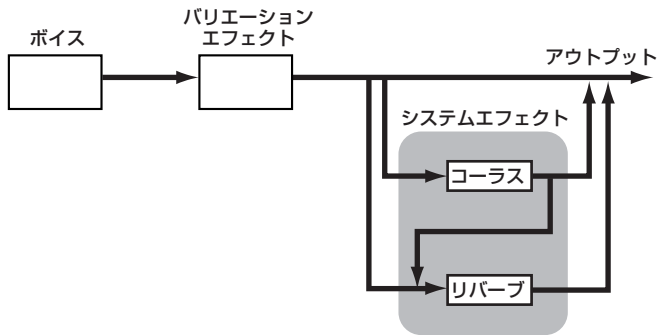 ボイス
バリエーション
エフェクト
アウトプット
システムエフェクト
コーラス
リバーブ